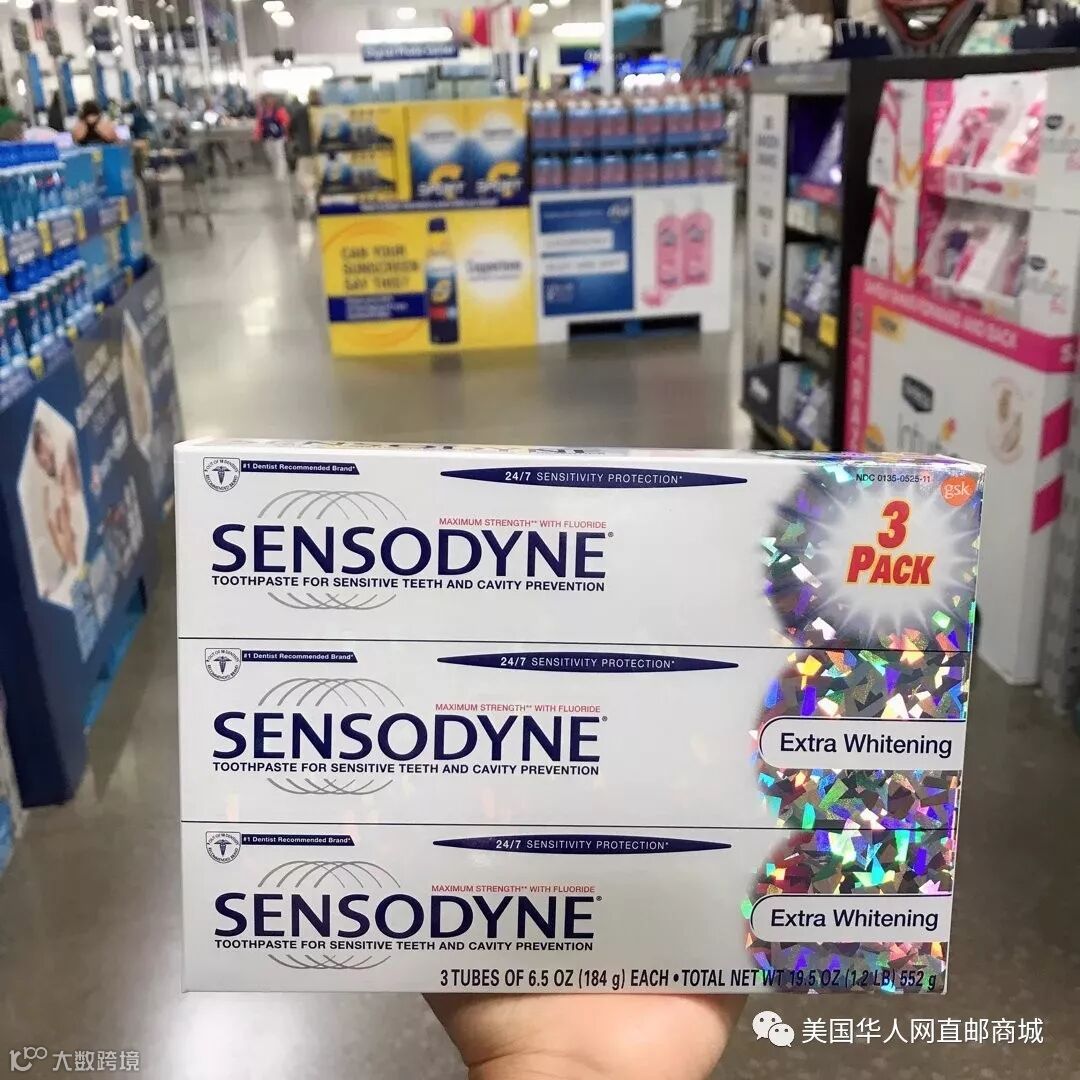 CAN YOUR
SUNSCREEN
SAY THIS?
Coppertone
SPORT
SPORT
#1 Dentist Recommended Brand*
24/7 SENSITIVITY PROTECTION*
NDC 0135-0525-11
gsk
MAXIMUM STRENGTH** WITH FLUORIDE
SENSODYNE®
TOOTHPASTE FOR SENSITIVE TEETH AND CAVITY PREVENTION
3
PACK
#1 Dentist Recommended Brand*
24/7 SENSITIVITY PROTECTION*
MAXIMUM STRENGTH** WITH FLUORIDE
SENSODYNE®
TOOTHPASTE FOR SENSITIVE TEETH AND CAVITY PREVENTION
Extra Whitening
#1 Dentist Recommended Brand*
24/7 SENSITIVITY PROTECTION*
MAXIMUM STRENGTH** WITH FLUORIDE
SENSODYNE®
TOOTHPASTE FOR SENSITIVE TEETH AND CAVITY PREVENTION
Extra Whitening
3 TUBES OF 6.5 OZ (184 g) EACH • TOTAL NET WT 19.5 OZ (1.2 LB) 552 g
美国华人网直邮商城
大数跨境